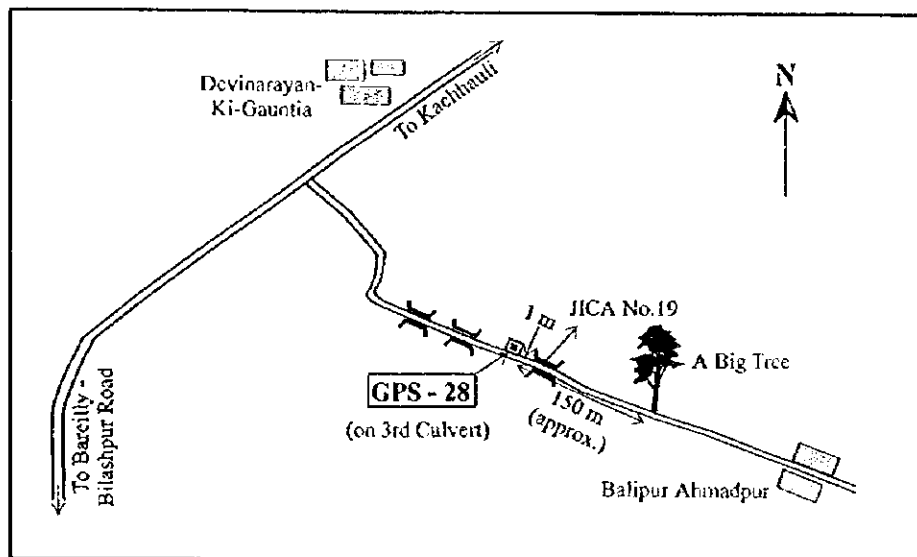 Devinarayan-
Ki-Gauntia
To Kachhauli
N
JICA No.19
1 m
A Big Tree
GPS - 28
(on 3rd Culvert)
150 m
(approx.)
To Bareilly -
Bilashpur Road
Balipur Ahmadpur